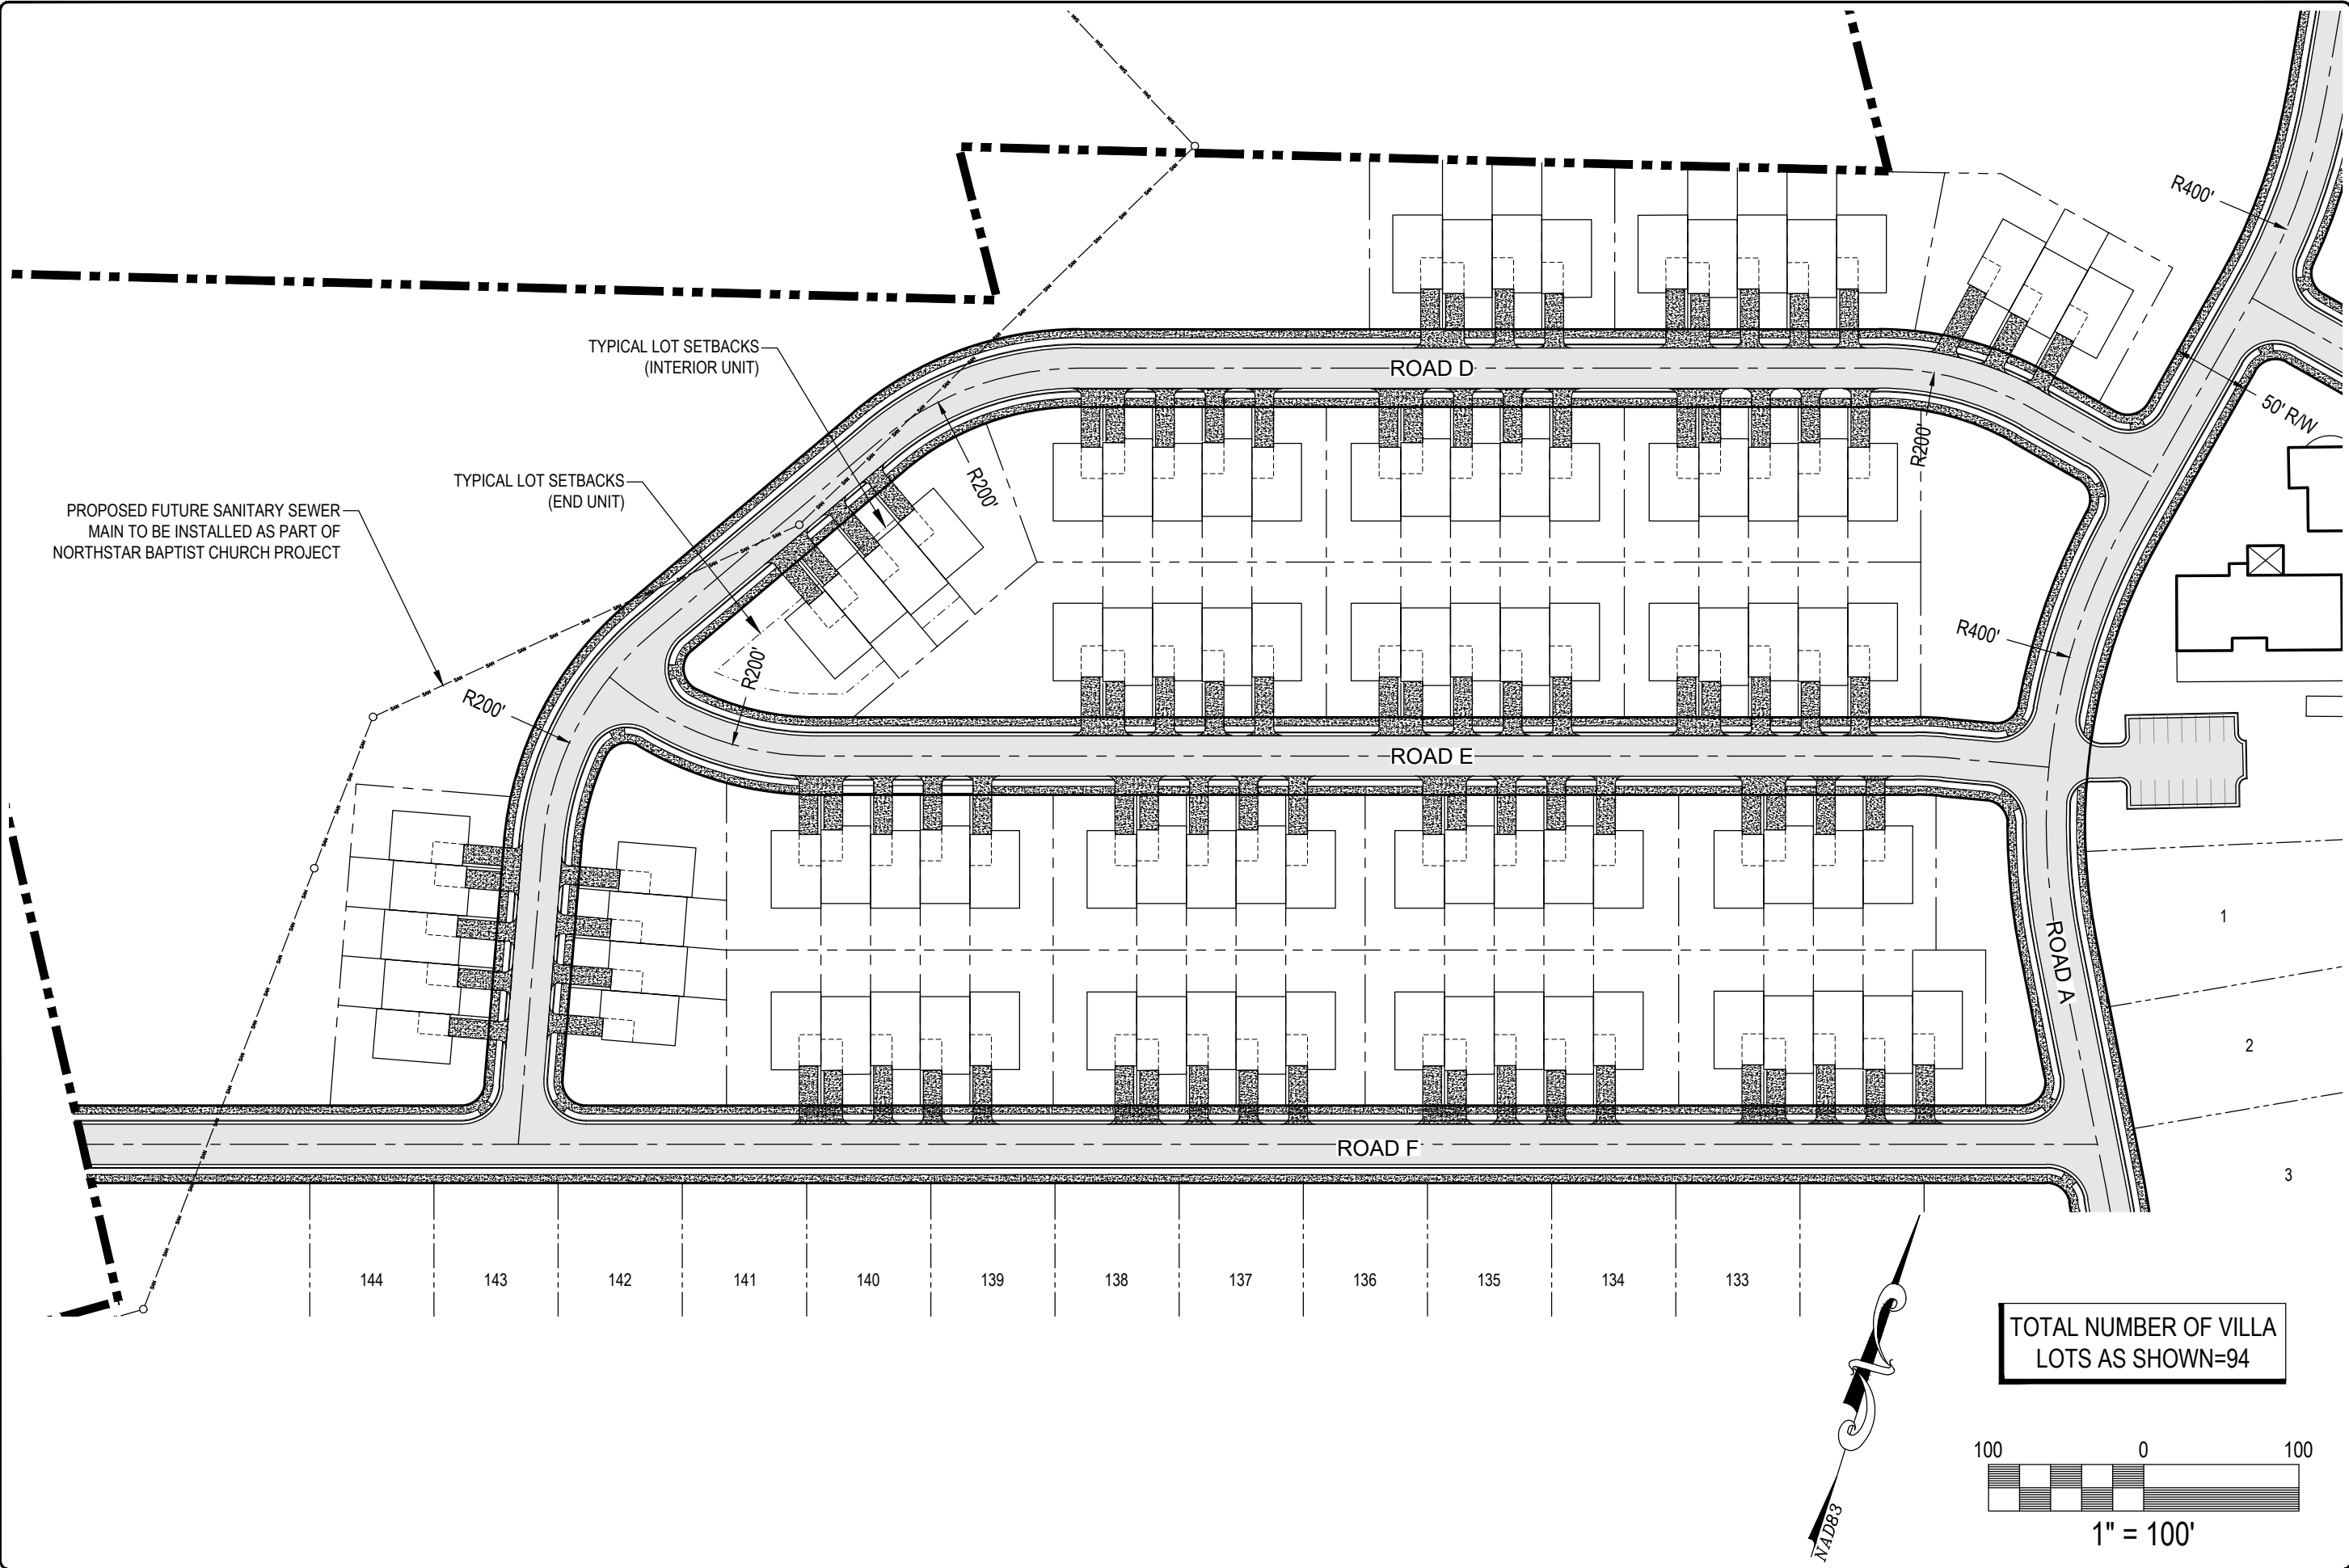 R400'
TYPICAL LOT SETBACKS
(INTERIOR UNIT)
ROAD D
50' R/W
R200'
R200'
TYPICAL LOT SETBACKS
(END UNIT)
PROPOSED FUTURE SANITARY SEWER
MAIN TO BE INSTALLED AS PART OF
NORTHSTAR BAPTIST CHURCH PROJECT
R400'
R200'
R200'
ROAD E
1
ROAD A
2
ROAD F
3
144
143
142
141
140
139
138
137
136
135
134
133
TOTAL NUMBER OF VILLA
LOTS AS SHOWN=94
NAD83
100 0 100
1" = 100'